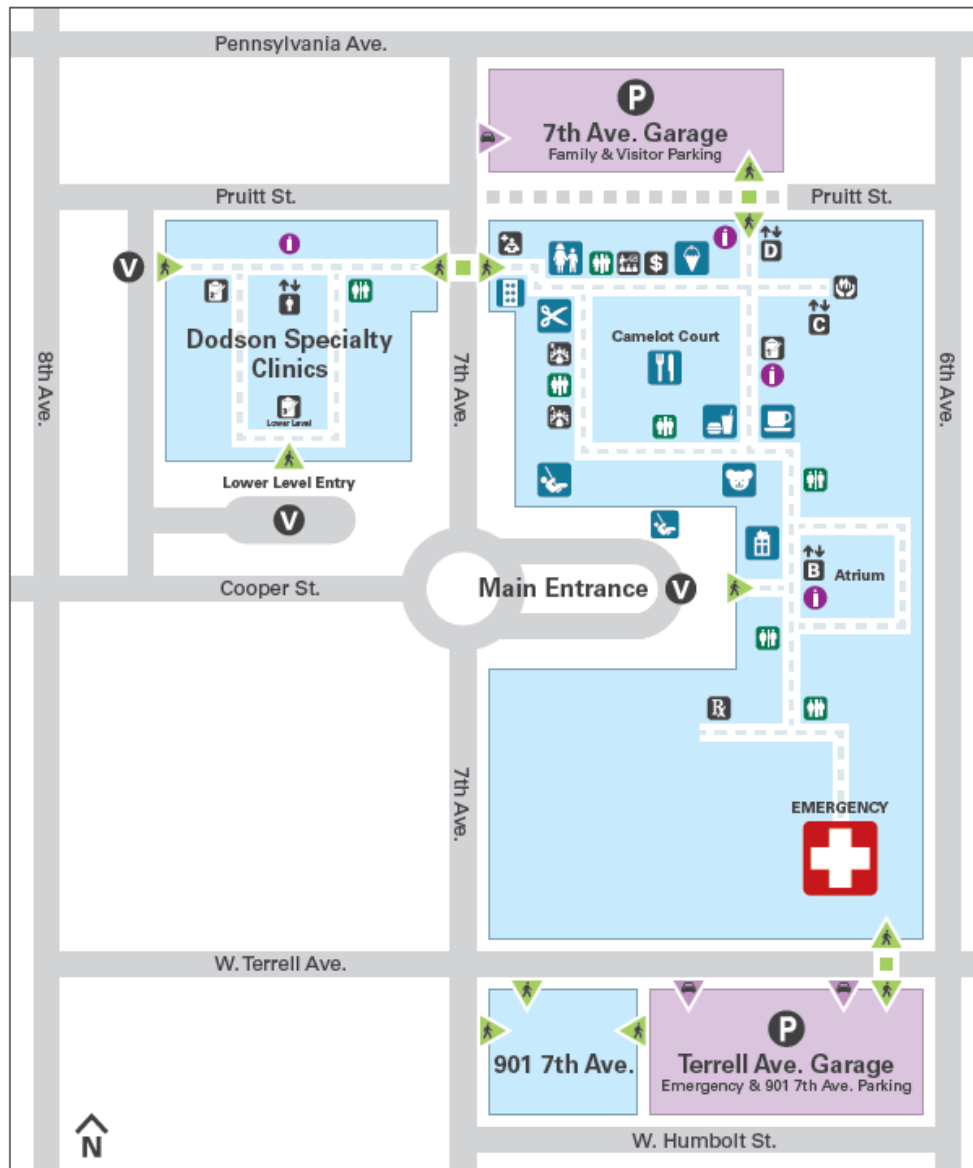 Pennsylvania Ave.
P
7th Ave. Garage
Family & Visitor Parking
Pruitt St.
Pruitt St.
i
i
V
D
$
C
Dodson Specialty
Clinics
Camelot Court
8th Ave.
7th Ave.
6th Ave.
i
Lower Level
Lower Level Entry
V
B
Atrium
i
Cooper St.
Main Entrance
V
Rx
7th Ave.
EMERGENCY
W. Terrell Ave.
P
901 7th Ave.
Terrell Ave. Garage
Emergency & 901 7th Ave. Parking
N
W. Humbolt St.